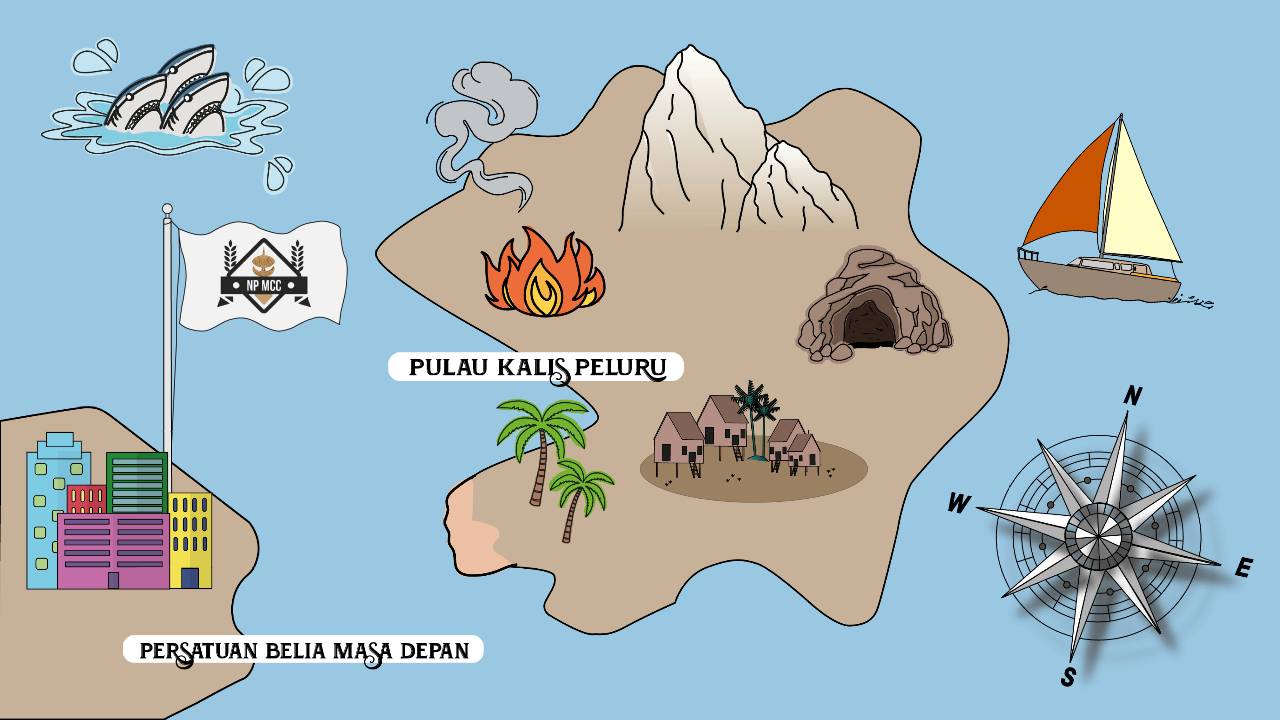 NP MCC
PULAU KALIS PELURU
N
W
E
S
PERSATUAN BELIA MASA DEPAN